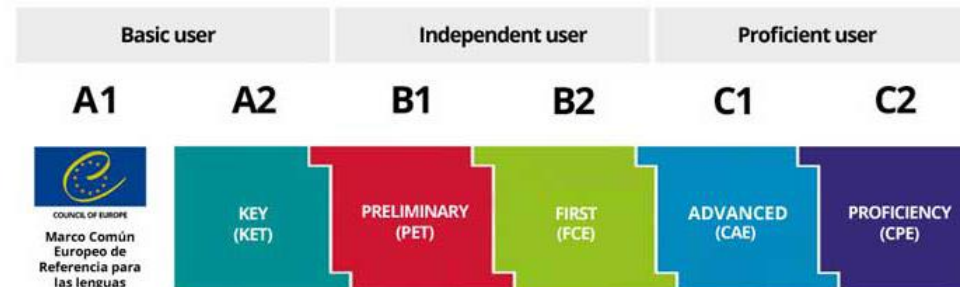 Basic user Independent user Proficient user
A1 A2 B1 B2 C1 C2
COUNCIL OF EUROPE
Marco Común
Europeo de
Referencia para
las lenguas
KEY
(KET)
PRELIMINARY
(PET)
FIRST
(FCE)
ADVANCED
(CAE)
PROFICIENCY
(CPE)